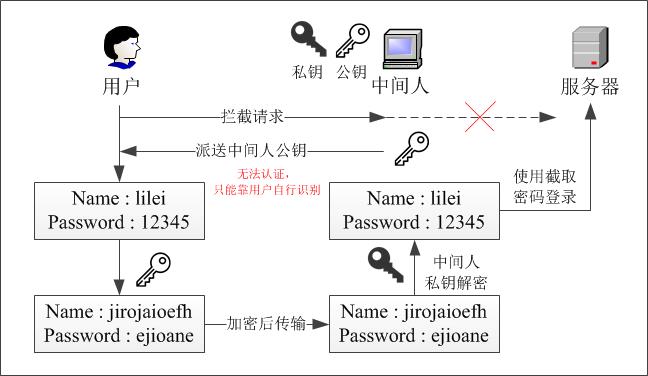 私钥
公钥
用户
中间人
服务器
拦截请求
派送中间人公钥
无法认证，
只能靠用户自行识别
Name : lilei
Password : 12345
Name : lilei
Password : 12345
使用截取
密码登录
中间人
私钥解密
Name : jirojaioefh
Password : ejioane
加密后传输
Name : jirojaioefh
Password : ejioane